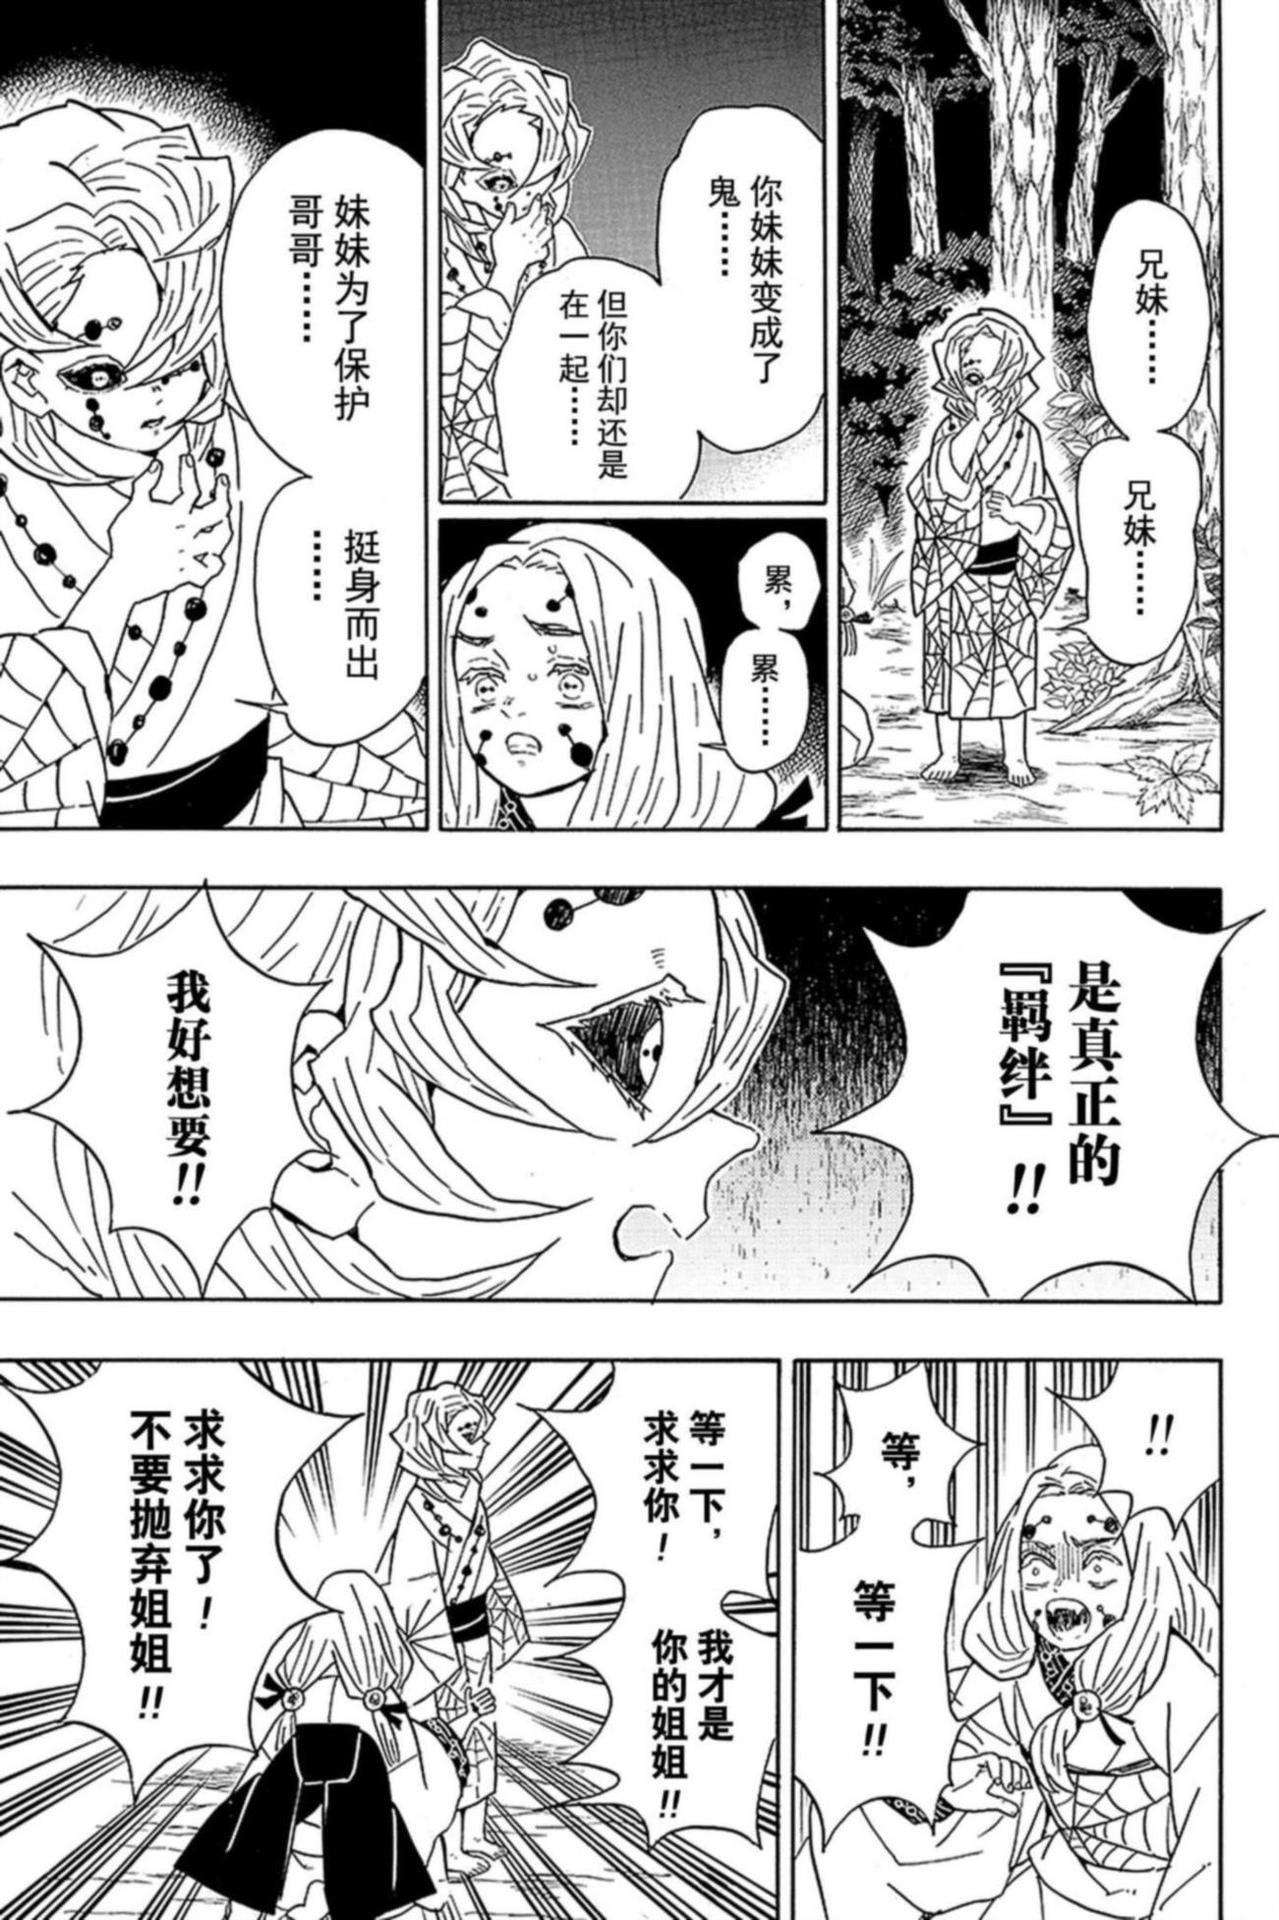 兄妹……
兄妹……
你妹妹变成了
鬼……
但你们却还是
在一起……
累，
累……
妹妹为了保护
哥哥……
挺身而出
……
是真正的
『羁绊』!!
我好想要!!
!!
等，
等一下!!
等一下，
求求你！
我才是
你的姐姐!!
求求你了！
不要抛弃姐姐!!